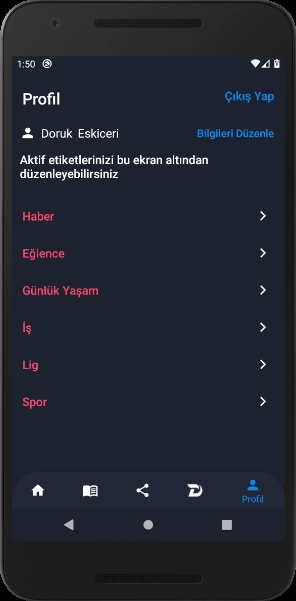 1:50
Profil
Çıkış Yap
Doruk Eskiceri
Bilgileri Düzenle
Aktif etiketlerinizi bu ekran altından
düzenleyebilirsiniz
Haber
Eğlence
Günlük Yaşam
İş
Lig
Spor
Profil